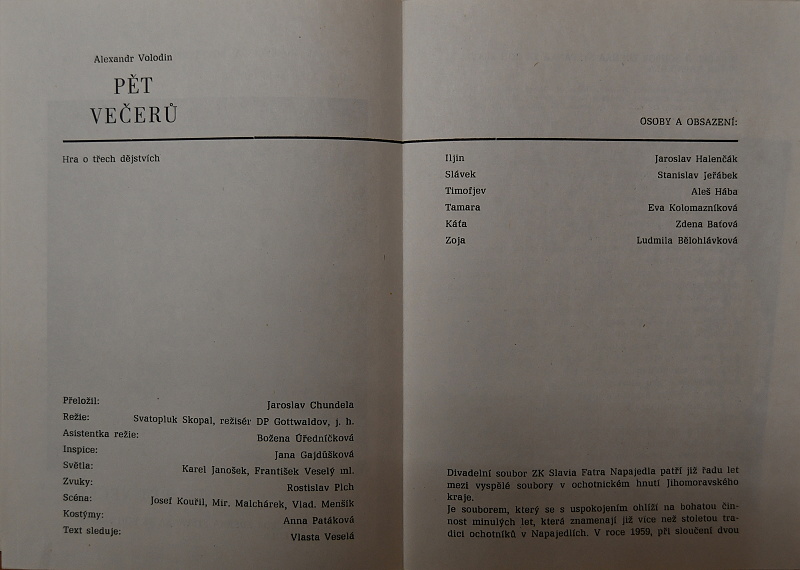 Alexandr Volodin
PĚT
VEČERŮ
Hra o třech dějstvích
Přeložil: Jaroslav Chundela
Režie: Svatopluk Skopal, režisér DP Gottwaldov, j. h.
Asistentka režie: Božena Úředníčková
Inspice: Jana Gajdůšková
Světla: Karel Janošek, František Veselý ml.
Zvuky: Rostislav Plch
Scéna: Josef Kouřil, Mir. Malchárek, Vlad. Menšík
Kostýmy: Anna Patáková
Text sleduje: Vlasta Veselá
OSOBY A OBSAZENÍ:
Iljin Jaroslav Halenčák
Slávek Stanislav Jeřábek
Timofjev Aleš Hába
Tamara Eva Kolomazníková
Káťa Zdena Baťová
Zoja Ludmila Bělohlávková
Divadelní soubor ZK Slavia Fatra Napajedla patří již řadu let
mezi vyspělé soubory v ochotnickém hnutí Jihomoravského
kraje.
Je souborem, který se s uspokojením ohlíží na bohatou čin-
nost minulých let, která znamenají již více než stoletou tra-
dici ochotníků v Napajedlích. V roce 1959, při sloučení dvou